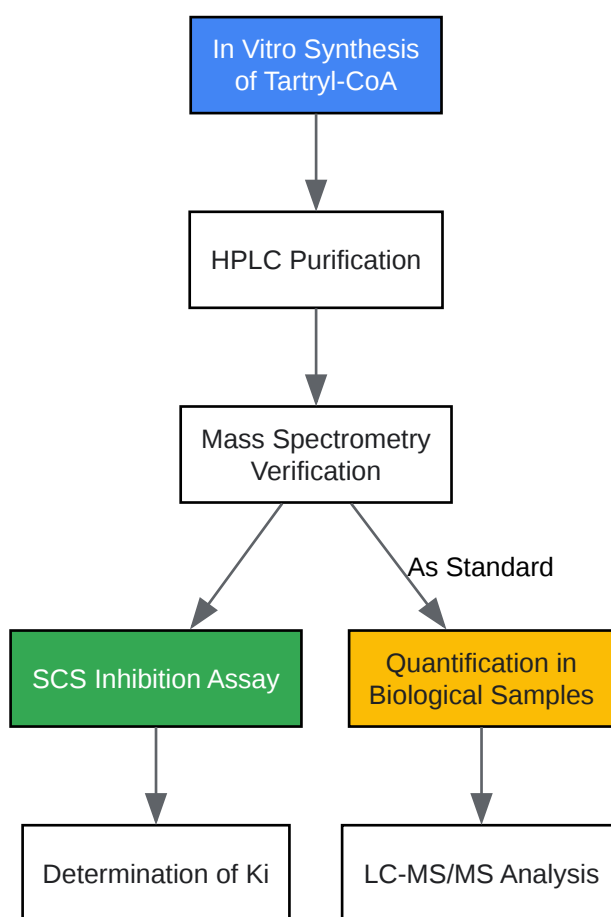 In Vitro Synthesis
of Tartryl-CoA
HPLC Purification
Mass Spectrometry
Verification
As Standard
SCS Inhibition Assay
Quantification in
Biological Samples
Determination of Ki
LC-MS/MS Analysis